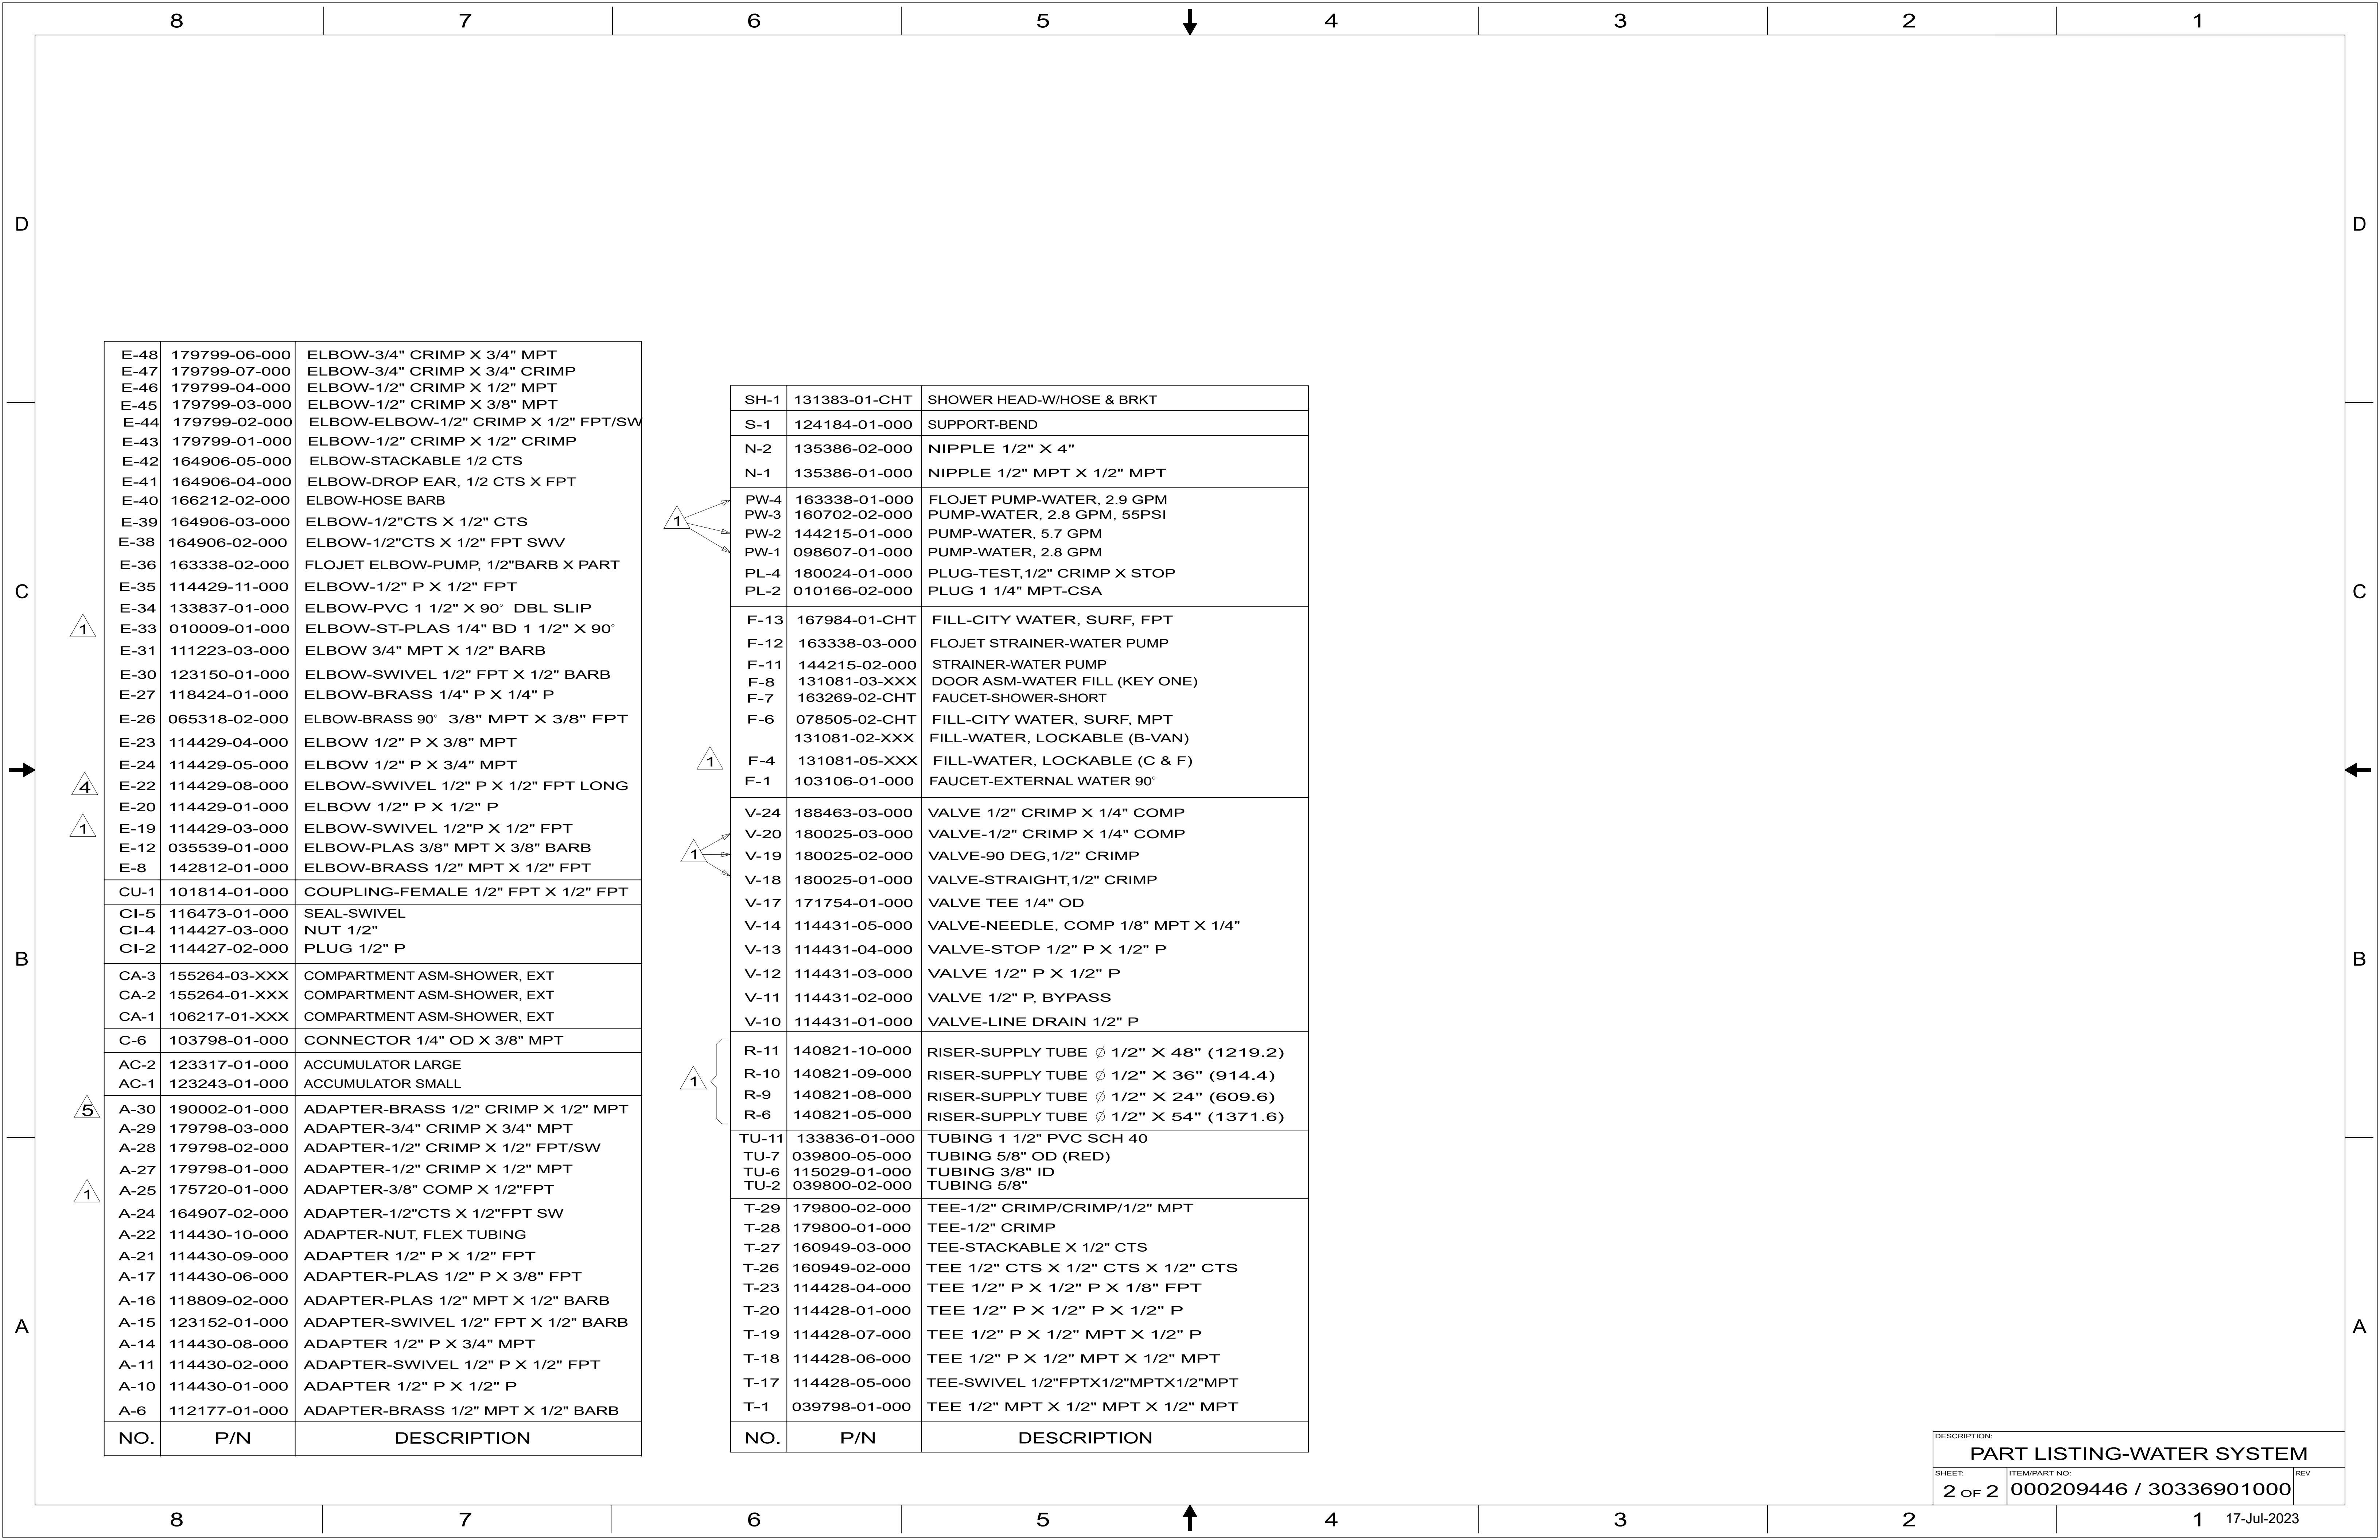 8 7 6 5 4 3 2 1
D D
C C
B B
A A
E-48 179799-06-000 ELBOW-3/4" CRIMP X 3/4" MPT
E-47 179799-07-000 ELBOW-3/4" CRIMP X 3/4" CRIMP
E-46 179799-04-000 ELBOW-1/2" CRIMP X 1/2" MPT
E-45 179799-03-000 ELBOW-1/2" CRIMP X 3/8" MPT
E-44 179799-02-000 ELBOW-ELBOW-1/2" CRIMP X 1/2" FPT/SW
E-43 179799-01-000 ELBOW-1/2" CRIMP X 1/2" CRIMP
E-42 164906-05-000 ELBOW-STACKABLE 1/2 CTS
E-41 164906-04-000 ELBOW-DROP EAR, 1/2 CTS X FPT
E-40 166212-02-000 ELBOW-HOSE BARB
E-39 164906-03-000 ELBOW-1/2"CTS X 1/2" CTS
E-38 164906-02-000 ELBOW-1/2"CTS X 1/2" FPT SWV
E-36 163338-02-000 FLOJET ELBOW-PUMP, 1/2"BARB X PART
E-35 114429-11-000 ELBOW-1/2" P X 1/2" FPT
E-34 133837-01-000 ELBOW-PVC 1 1/2" X 90° DBL SLIP
1 E-33 010009-01-000 ELBOW-ST-PLAS 1/4" BD 1 1/2" X 90°
E-31 111223-03-000 ELBOW 3/4" MPT X 1/2" BARB
E-30 123150-01-000 ELBOW-SWIVEL 1/2" FPT X 1/2" BARB
E-27 118424-01-000 ELBOW-BRASS 1/4" P X 1/4" P
E-26 065318-02-000 ELBOW-BRASS 90° 3/8" MPT X 3/8" FPT
E-23 114429-04-000 ELBOW 1/2" P X 3/8" MPT
E-24 114429-05-000 ELBOW 1/2" P X 3/4" MPT
4 E-22 114429-08-000 ELBOW-SWIVEL 1/2" P X 1/2" FPT LONG
E-20 114429-01-000 ELBOW 1/2" P X 1/2" P
1 E-19 114429-03-000 ELBOW-SWIVEL 1/2"P X 1/2" FPT
E-12 035539-01-000 ELBOW-PLAS 3/8" MPT X 3/8" BARB
E-8 142812-01-000 ELBOW-BRASS 1/2" MPT X 1/2" FPT
CU-1 101814-01-000 COUPLING-FEMALE 1/2" FPT X 1/2" FPT
CI-5 116473-01-000 SEAL-SWIVEL
CI-4 114427-03-000 NUT 1/2"
CI-2 114427-02-000 PLUG 1/2" P
CA-3 155264-03-XXX COMPARTMENT ASM-SHOWER, EXT
CA-2 155264-01-XXX COMPARTMENT ASM-SHOWER, EXT
CA-1 106217-01-XXX COMPARTMENT ASM-SHOWER, EXT
C-6 103798-01-000 CONNECTOR 1/4" OD X 3/8" MPT
AC-2 123317-01-000 ACCUMULATOR LARGE
AC-1 123243-01-000 ACCUMULATOR SMALL
5 A-30 190002-01-000 ADAPTER-BRASS 1/2" CRIMP X 1/2" MPT
A-29 179798-03-000 ADAPTER-3/4" CRIMP X 3/4" MPT
A-28 179798-02-000 ADAPTER-1/2" CRIMP X 1/2" FPT/SW
A-27 179798-01-000 ADAPTER-1/2" CRIMP X 1/2" MPT
1 A-25 175720-01-000 ADAPTER-3/8" COMP X 1/2"FPT
A-24 164907-02-000 ADAPTER-1/2"CTS X 1/2"FPT SW
A-22 114430-10-000 ADAPTER-NUT, FLEX TUBING
A-21 114430-09-000 ADAPTER 1/2" P X 1/2" FPT
A-17 114430-06-000 ADAPTER-PLAS 1/2" P X 3/8" FPT
A-16 118809-02-000 ADAPTER-PLAS 1/2" MPT X 1/2" BARB
A-15 123152-01-000 ADAPTER-SWIVEL 1/2" FPT X 1/2" BARB
A-14 114430-08-000 ADAPTER 1/2" P X 3/4" MPT
A-11 114430-02-000 ADAPTER-SWIVEL 1/2" P X 1/2" FPT
A-10 114430-01-000 ADAPTER 1/2" P X 1/2" P
A-6 112177-01-000 ADAPTER-BRASS 1/2" MPT X 1/2" BARB
NO. P/N DESCRIPTION
SH-1 131383-01-CHT SHOWER HEAD-W/HOSE & BRKT
S-1 124184-01-000 SUPPORT-BEND
N-2 135386-02-000 NIPPLE 1/2" X 4"
N-1 135386-01-000 NIPPLE 1/2" MPT X 1/2" MPT
PW-4 163338-01-000 FLOJET PUMP-WATER, 2.9 GPM
1 PW-3 160702-02-000 PUMP-WATER, 2.8 GPM, 55PSI
PW-2 144215-01-000 PUMP-WATER, 5.7 GPM
PW-1 098607-01-000 PUMP-WATER, 2.8 GPM
PL-4 180024-01-000 PLUG-TEST,1/2" CRIMP X STOP
PL-2 010166-02-000 PLUG 1 1/4" MPT-CSA
F-13 167984-01-CHT FILL-CITY WATER, SURF, FPT
F-12 163338-03-000 FLOJET STRAINER-WATER PUMP
F-11 144215-02-000 STRAINER-WATER PUMP
F-8 131081-03-XXX DOOR ASM-WATER FILL (KEY ONE)
F-7 163269-02-CHT FAUCET-SHOWER-SHORT
F-6 078505-02-CHT FILL-CITY WATER, SURF, MPT
131081-02-XXX FILL-WATER, LOCKABLE (B-VAN)
1 F-4 131081-05-XXX FILL-WATER, LOCKABLE (C & F)
F-1 103106-01-000 FAUCET-EXTERNAL WATER 90°
V-24 188463-03-000 VALVE 1/2" CRIMP X 1/4" COMP
V-20 180025-03-000 VALVE-1/2" CRIMP X 1/4" COMP
1 V-19 180025-02-000 VALVE-90 DEG,1/2" CRIMP
V-18 180025-01-000 VALVE-STRAIGHT,1/2" CRIMP
V-17 171754-01-000 VALVE TEE 1/4" OD
V-14 114431-05-000 VALVE-NEEDLE, COMP 1/8" MPT X 1/4"
V-13 114431-04-000 VALVE-STOP 1/2" P X 1/2" P
V-12 114431-03-000 VALVE 1/2" P X 1/2" P
V-11 114431-02-000 VALVE 1/2" P, BYPASS
V-10 114431-01-000 VALVE-LINE DRAIN 1/2" P
R-11 140821-10-000 RISER-SUPPLY TUBE ∅ 1/2" X 48" (1219.2)
1 R-10 140821-09-000 RISER-SUPPLY TUBE ∅ 1/2" X 36" (914.4)
R-9 140821-08-000 RISER-SUPPLY TUBE ∅ 1/2" X 24" (609.6)
R-6 140821-05-000 RISER-SUPPLY TUBE ∅ 1/2" X 54" (1371.6)
TU-11 133836-01-000 TUBING 1 1/2" PVC SCH 40
TU-7 039800-05-000 TUBING 5/8" OD (RED)
TU-6 115029-01-000 TUBING 3/8" ID
TU-2 039800-02-000 TUBING 5/8"
T-29 179800-02-000 TEE-1/2" CRIMP/CRIMP/1/2" MPT
T-28 179800-01-000 TEE-1/2" CRIMP
T-27 160949-03-000 TEE-STACKABLE X 1/2" CTS
T-26 160949-02-000 TEE 1/2" CTS X 1/2" CTS X 1/2" CTS
T-23 114428-04-000 TEE 1/2" P X 1/2" P X 1/8" FPT
T-20 114428-01-000 TEE 1/2" P X 1/2" P X 1/2" P
T-19 114428-07-000 TEE 1/2" P X 1/2" MPT X 1/2" P
T-18 114428-06-000 TEE 1/2" P X 1/2" MPT X 1/2" MPT
T-17 114428-05-000 TEE-SWIVEL 1/2"FPTX1/2"MPTX1/2"MPT
T-1 039798-01-000 TEE 1/2" MPT X 1/2" MPT X 1/2" MPT
NO. P/N DESCRIPTION
DESCRIPTION:
PART LISTING-WATER SYSTEM
SHEET: ITEM/PART NO: REV
2 OF 2 000209446 / 30336901000
8 7 6 5 4 3 2 1 17-Jul-2023